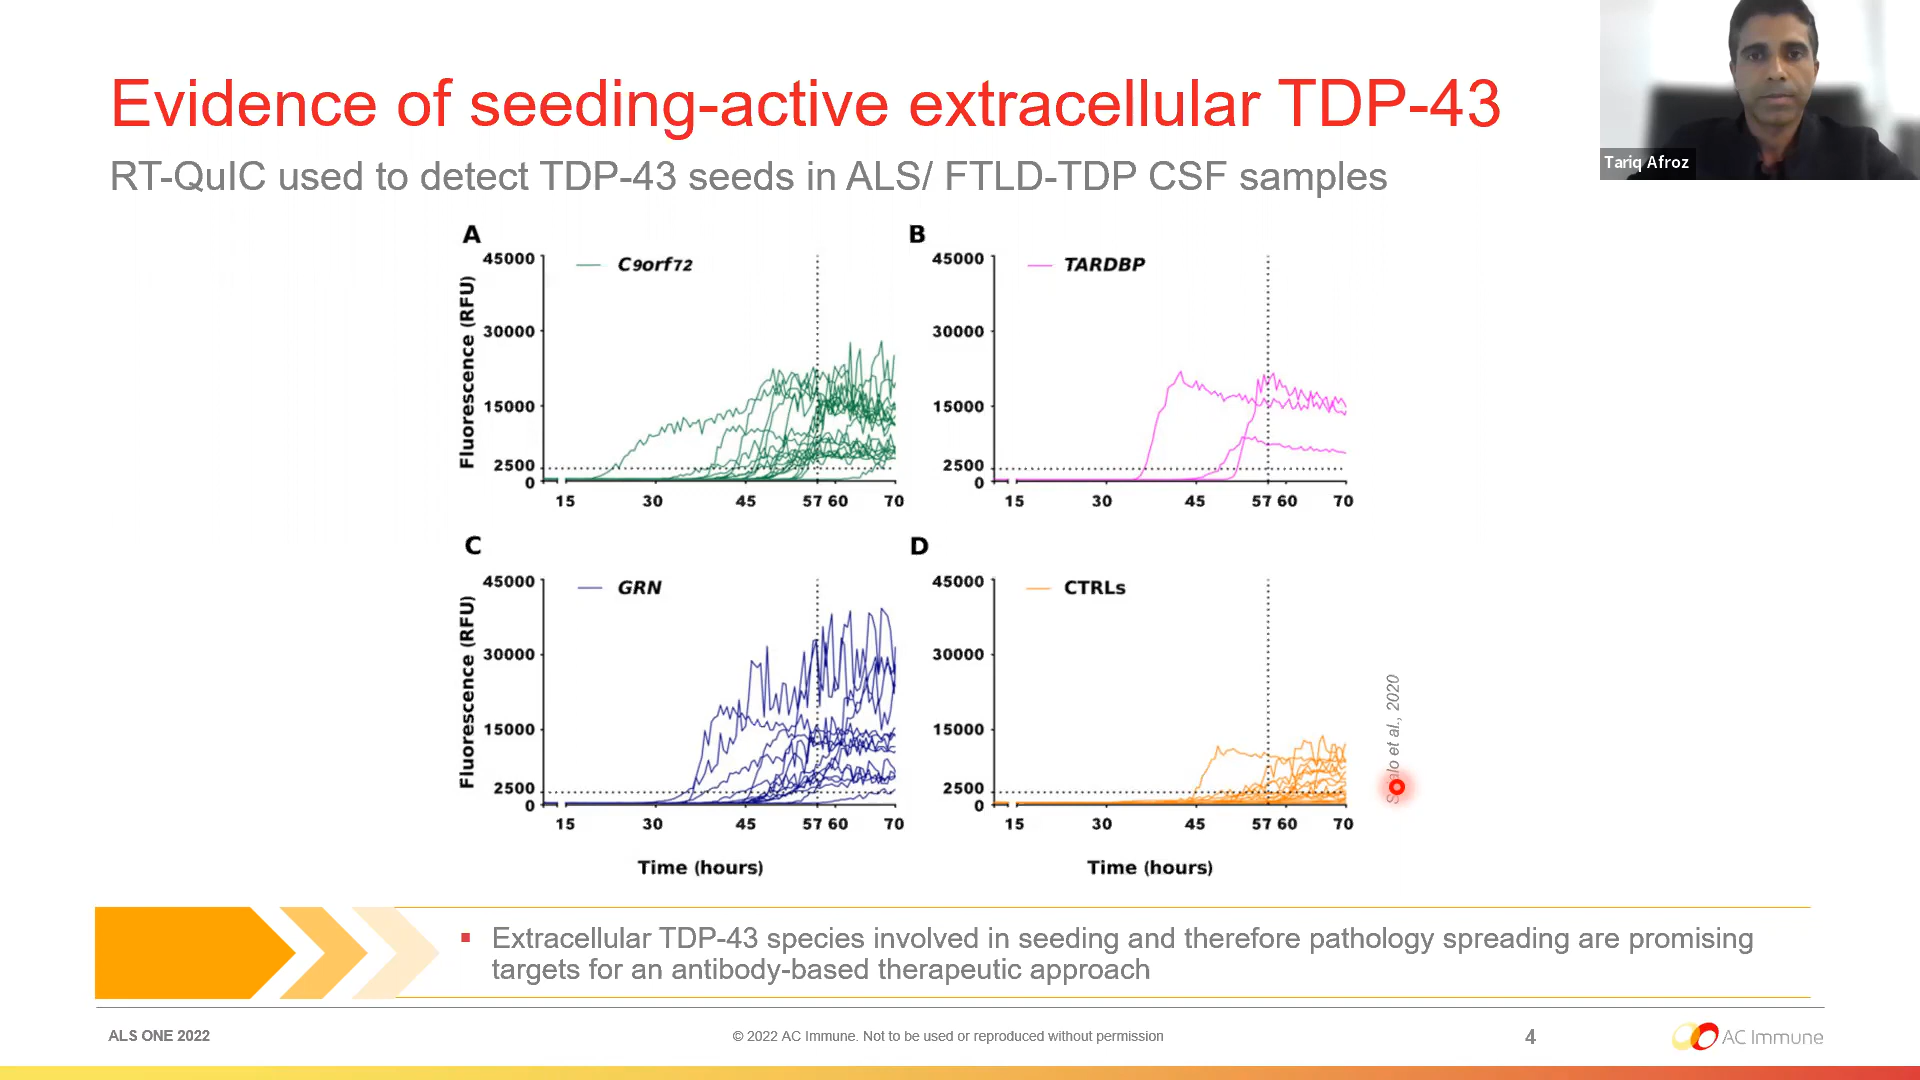 Evidence of seeding-active extracellular TDP-43
RT-QuIC used to detect TDP-43 seeds in ALS/ FTLD-TDP CSF samples
Tariq Afroz
A
45000
30000
15000
2500
0
Fluorescence (RFU)
C9orf72
15 30 45 57 60 70
B
45000
30000
15000
2500
0
TARDBP
15 30 45 57 60 70
C
45000
30000
15000
2500
0
Fluorescence (RFU)
GRN
15 30 45 57 60 70
Time (hours)
D
45000
30000
15000
2500
0
CTRLs
15 30 45 57 60 70
Time (hours)
et al., 2020
Extracellular TDP-43 species involved in seeding and therefore pathology spreading are promising
targets for an antibody-based therapeutic approach
ALS ONE 2022
© 2022 AC Immune. Not to be used or reproduced without permission
4
AC Immune